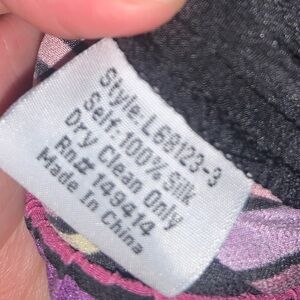 Style: L68123-3
Self: 100% Silk
Dry Clean Only
Rn# 149414
Made In China